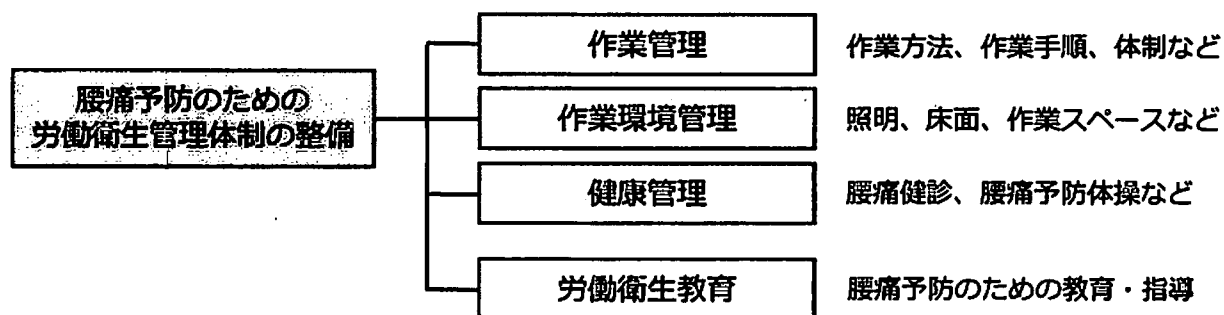 腰痛予防のための
労働衛生管理体制の整備
作業管理
作業方法、作業手順、体制など
作業環境管理
照明、床面、作業スペースなど
健康管理
腰痛健診、腰痛予防体操など
労働衛生教育
腰痛予防のための教育・指導